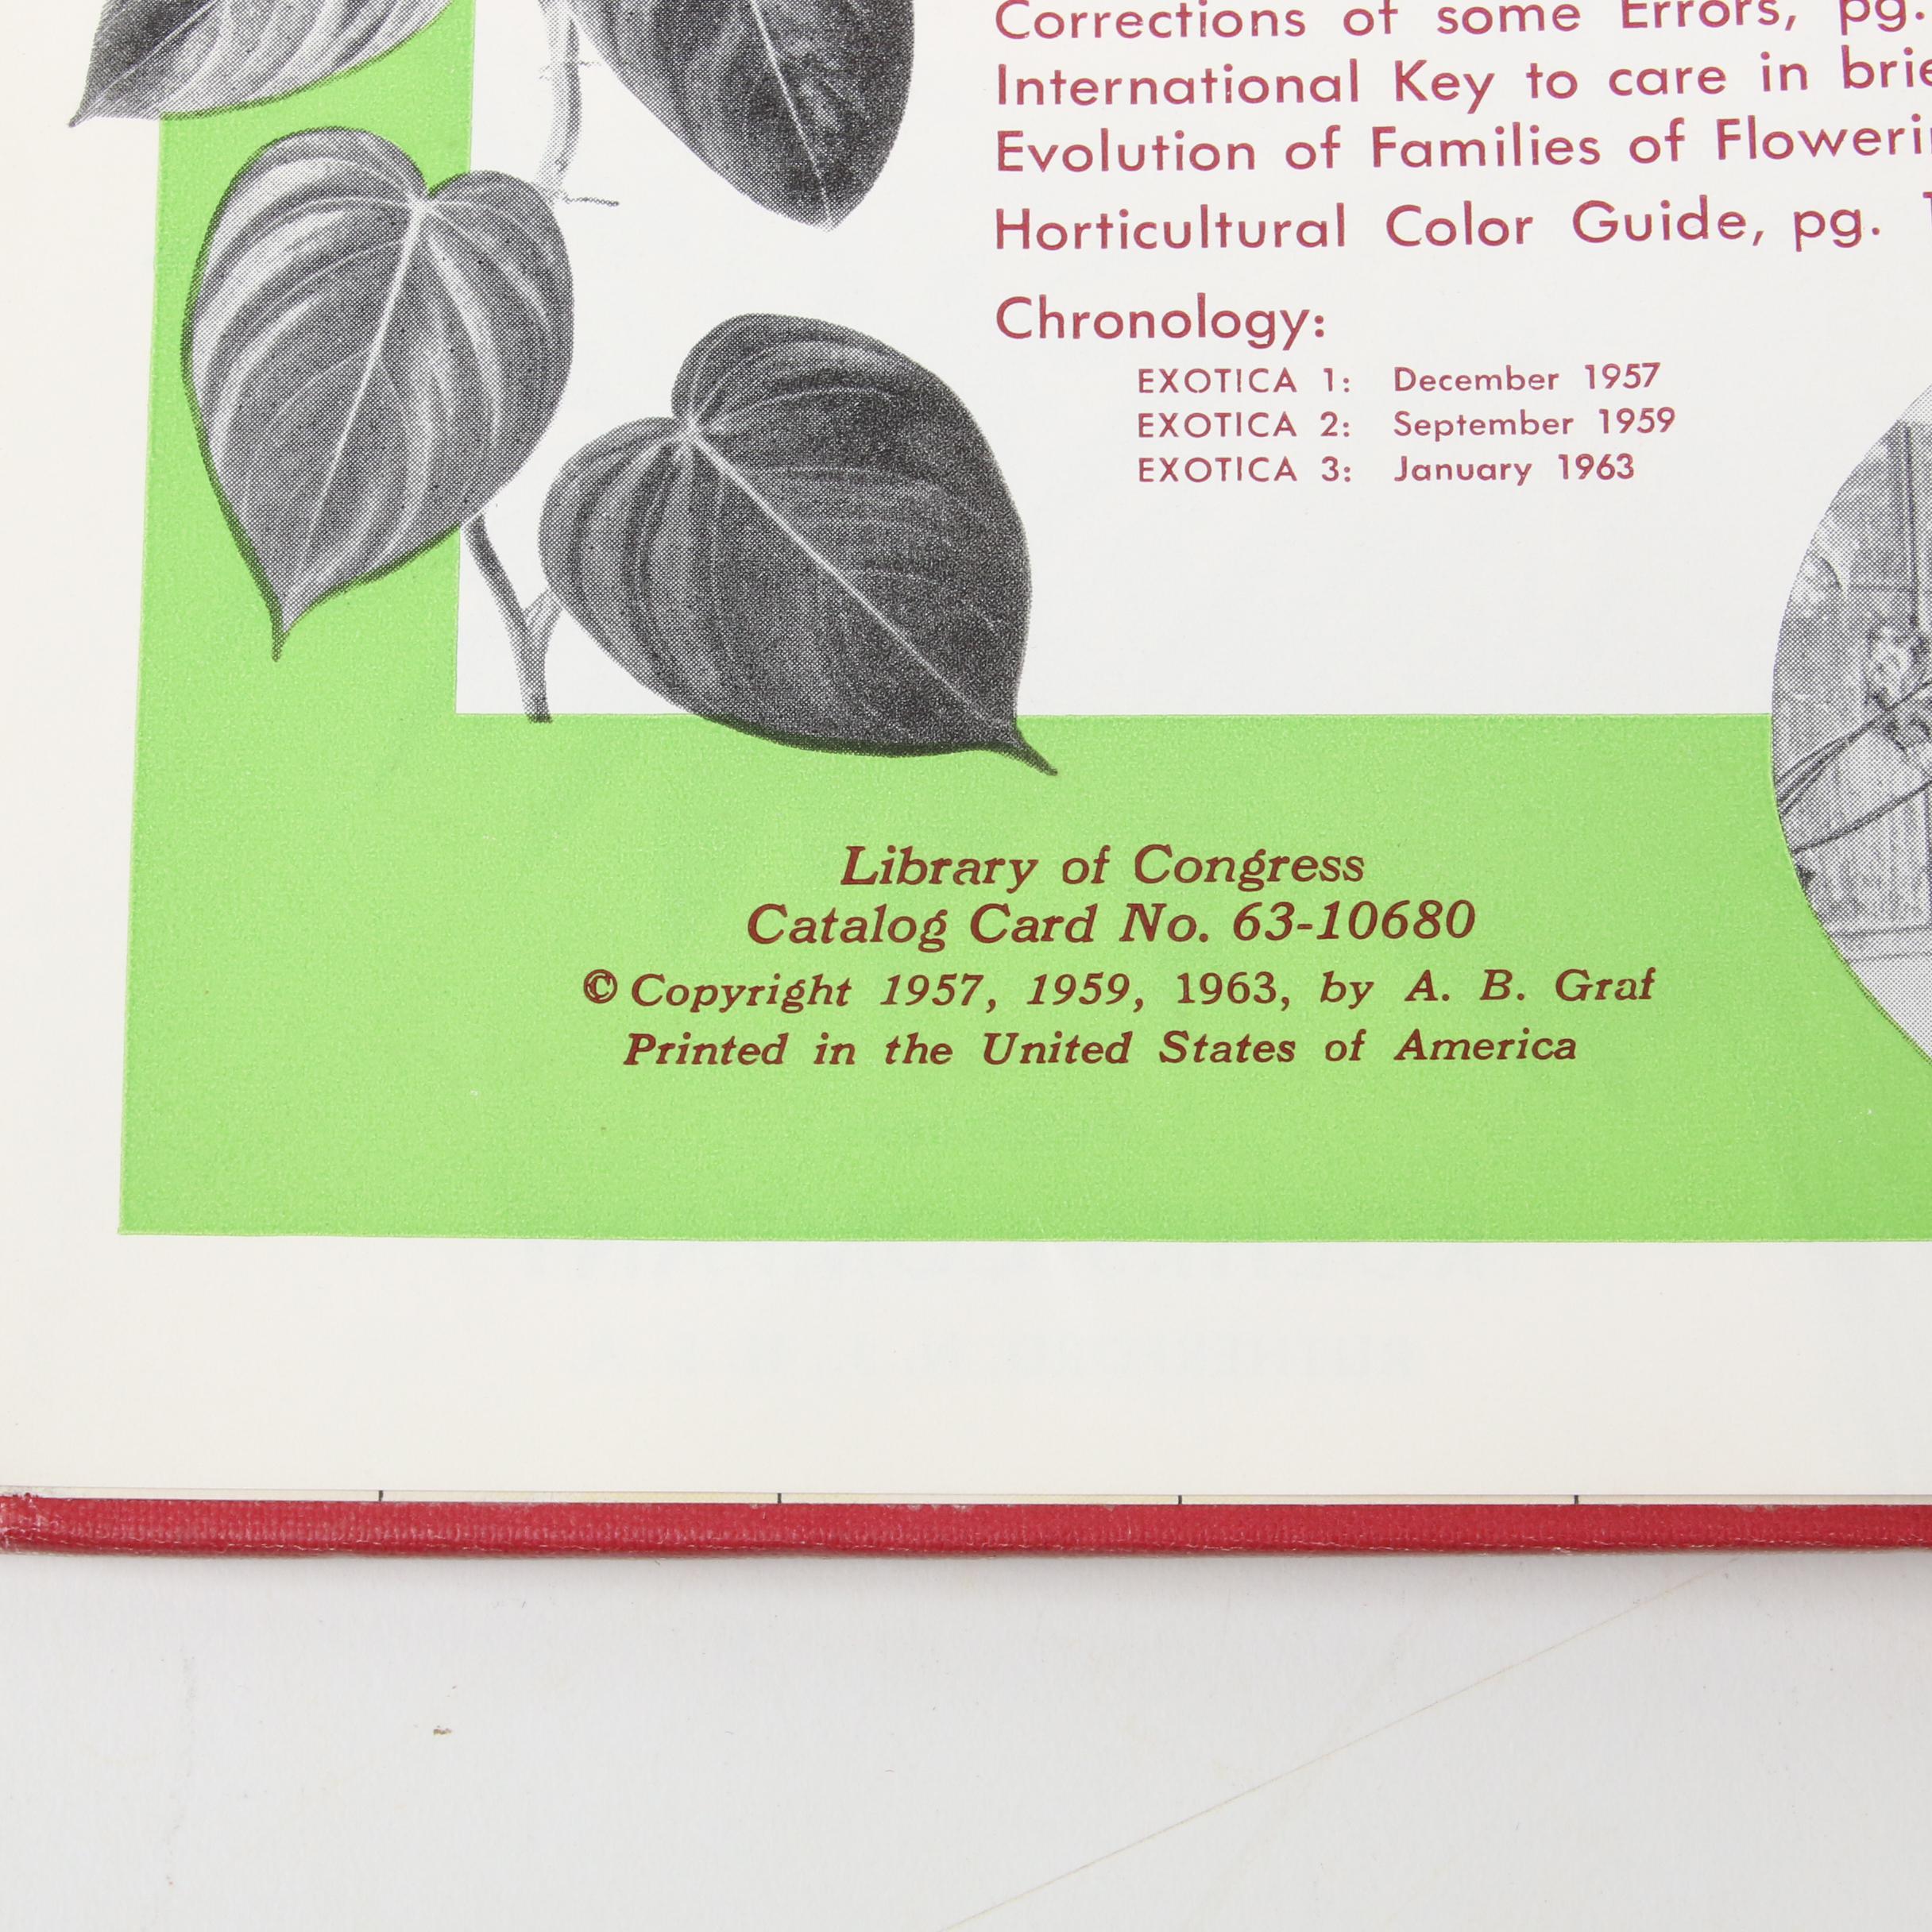 Corrections of some Errors, pg.
International Key to care in
Evolution of Families of
Horticultural Color Guide, pg.
Chronology:
EXOTICA 1: December 1957
EXOTICA 2: September 1959
EXOTICA 3: January 1963
Library of Congress
Catalog Card No. 63-10680
© Copyright 1957, 1959, 1963, by A. B. Graf
Printed in the United States of America